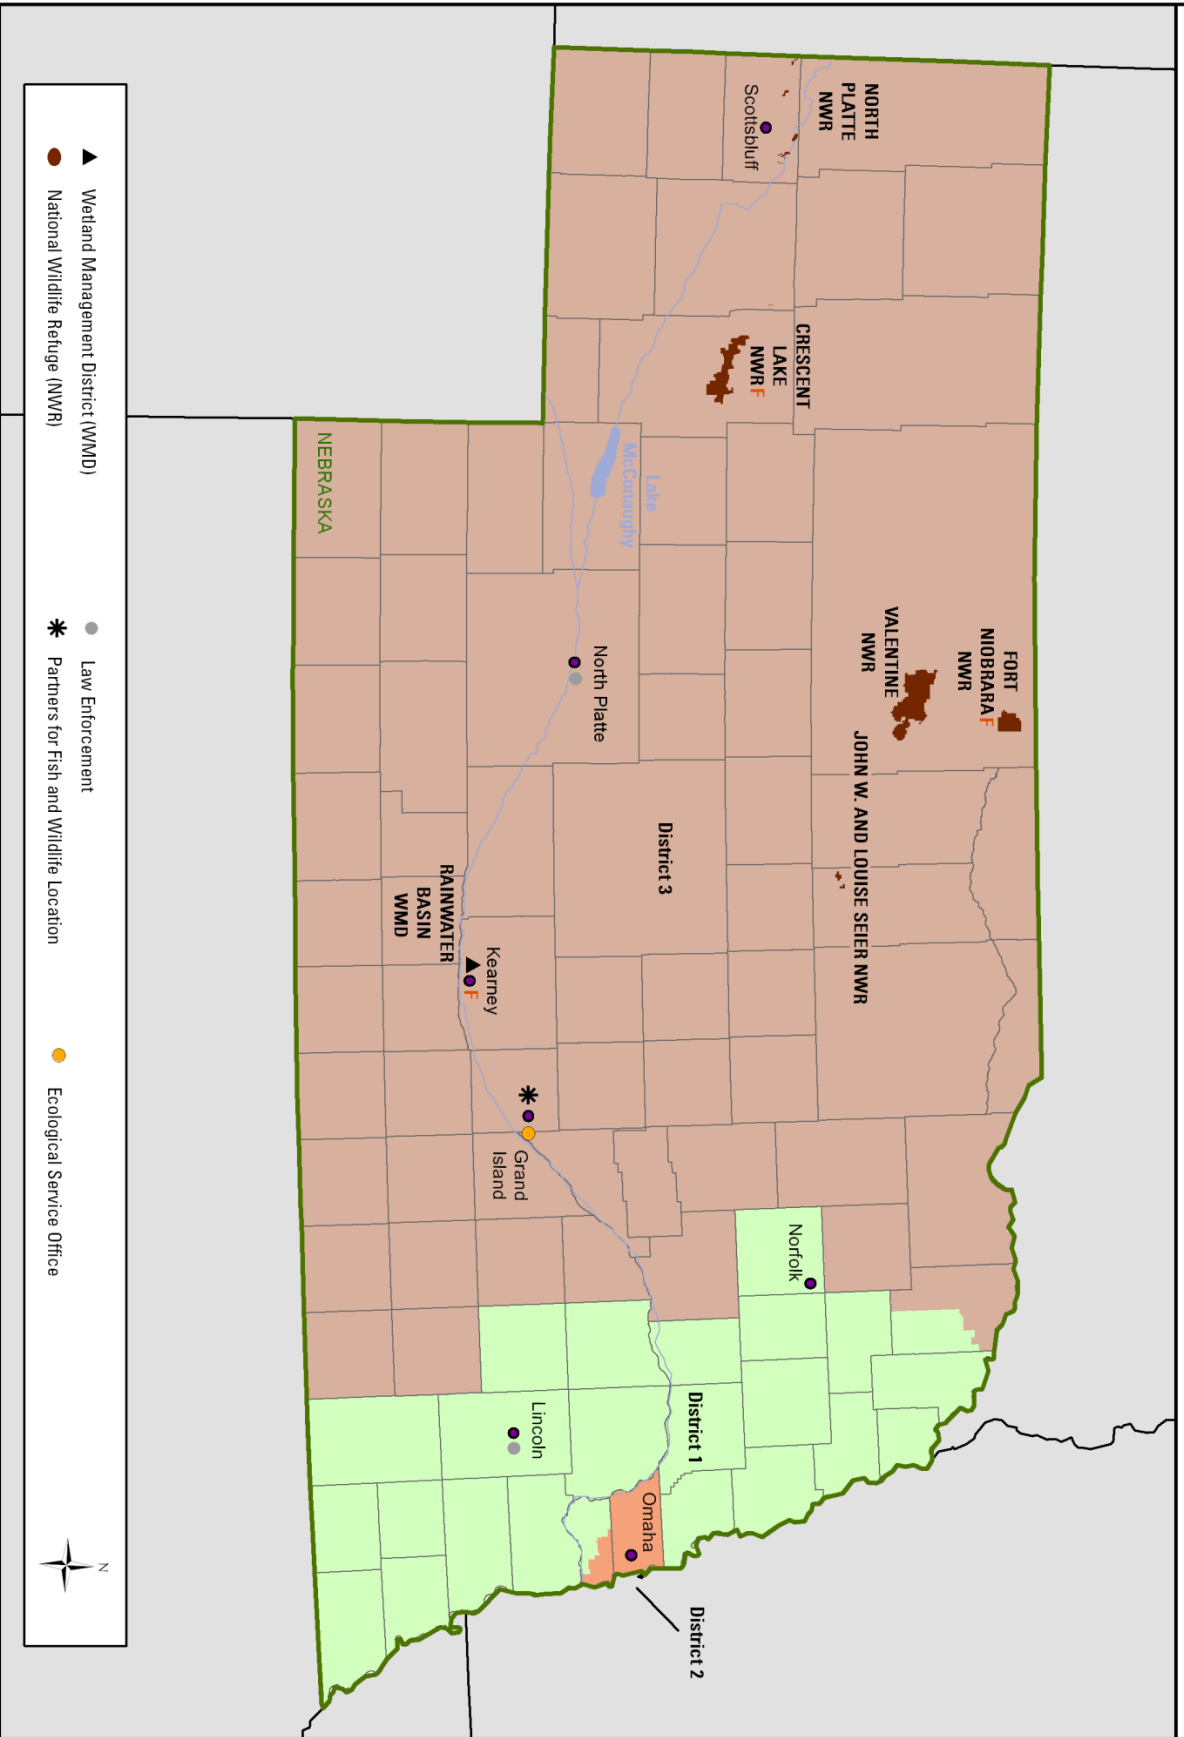 NORTH
PLATTE
NWR
Scottsbluff
CRESCENT
LAKE
NWR F
Lake
McConaughy
FORT
NIOBRARA F
NWR
VALENTINE
NWR
JOHN W. AND LOUISE SEIER NWR
North Platte
District 3
RAINWATER
BASIN
WMD
Kearney
F
Grand
Island
Norfolk
District 1
Lincoln
Omaha
District 2
NEBRASKA
Wetland Management District (WMD)
National Wildlife Refuge (NWR)
Law Enforcement
Partners for Fish and Wildlife Location
Ecological Service Office
N